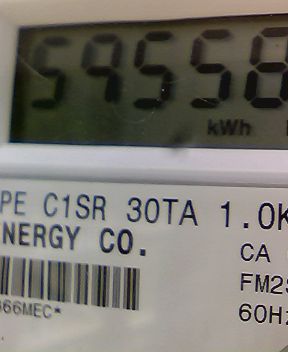 59558
kWh
PE C1SR 30TA 1.0K
NERGY CO.
CA
FM2S
60Hz
66MEC*